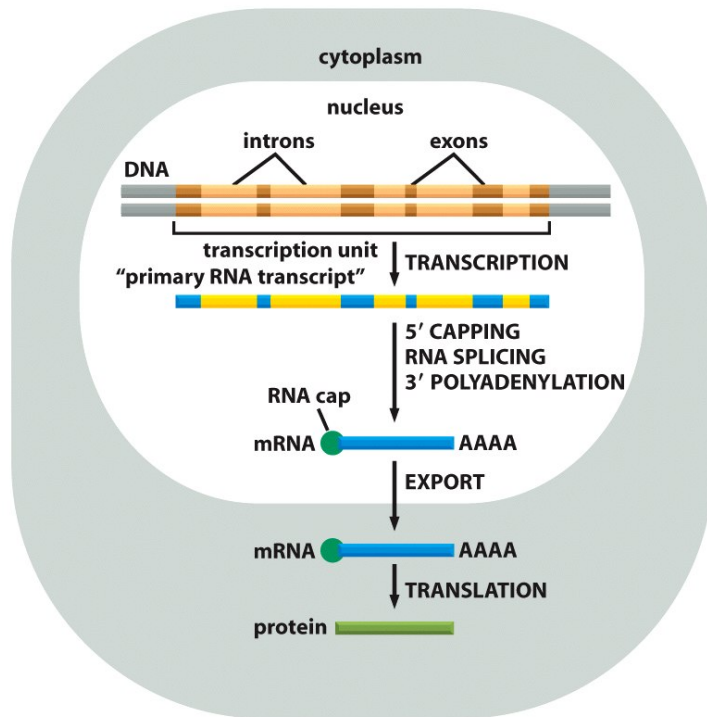 cytoplasm
nucleus
introns
exons
DNA
transcription unit
“primary RNA transcript”
TRANSCRIPTION
5′ CAPPING
RNA SPLICING
3′ POLYADENYLATION
RNA cap
mRNA
AAAA
EXPORT
mRNA
AAAA
TRANSLATION
protein